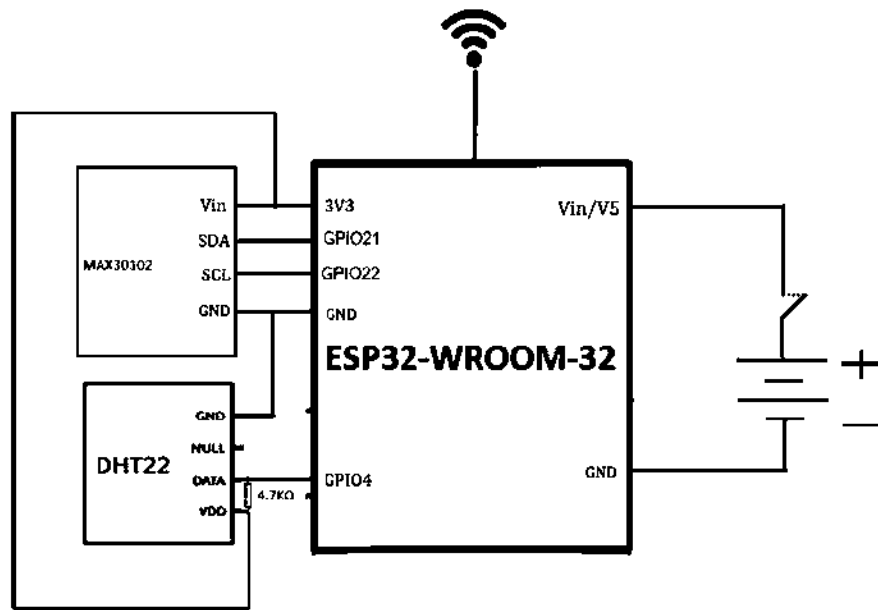 Vin
SDA
SCL
GND
MAX30102
3V3
GPIO21
GPIO22
GND
Vin/V5
ESP32-WROOM-32
GND
NULL
DATA
VDD
DHT22
4.7KΩ
GPIO4
GND
+
−